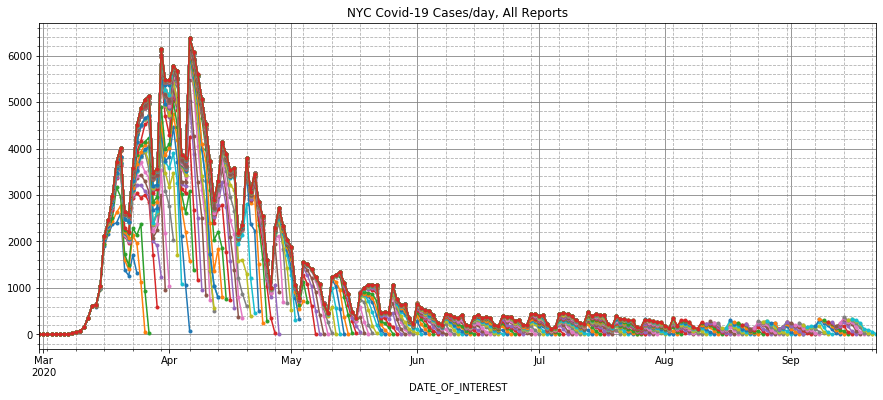 NYC Covid-19 Cases/day, All Reports
6000
5000
4000
3000
2000
1000
0
Mar Apr May Jun Jul Aug Sep
2020
DATE_OF_INTEREST